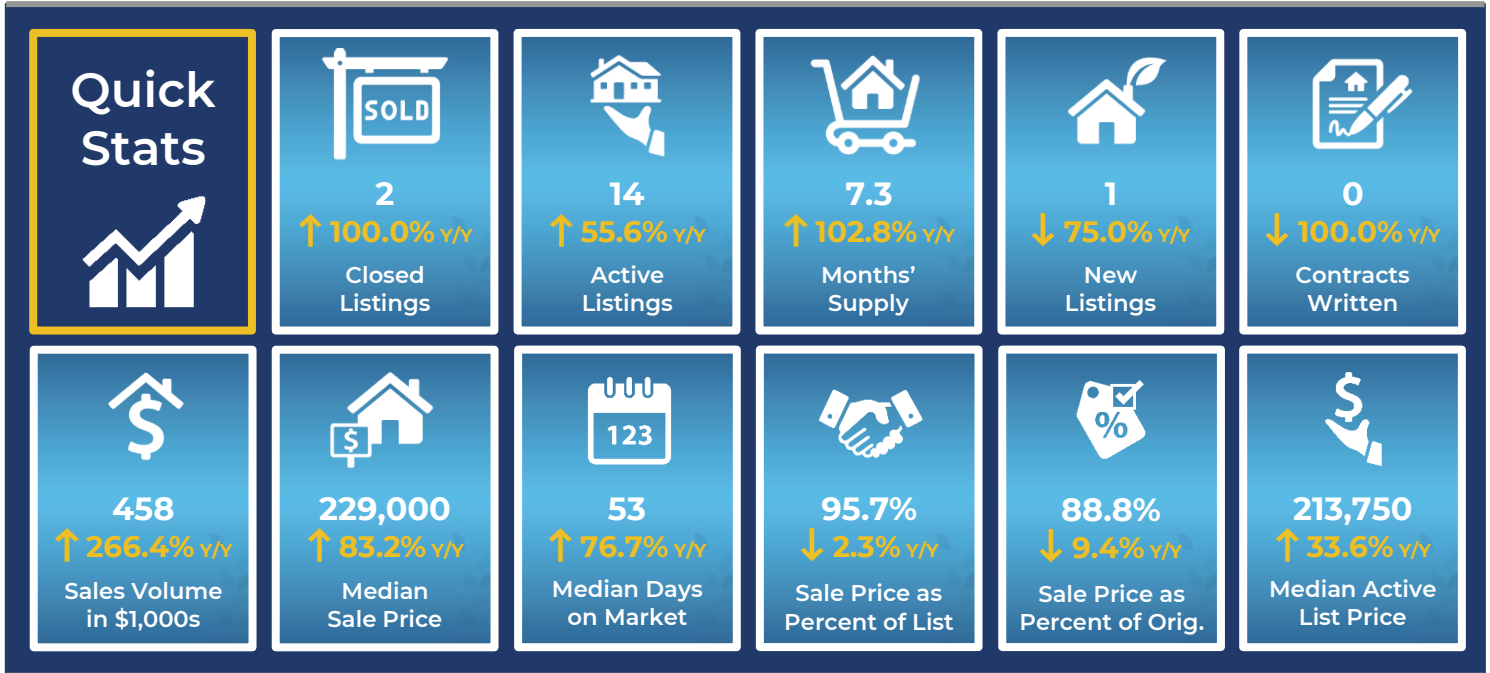 Quick
Stats
SOLD
2
↑ 100.0% Y/Y
Closed
Listings
14
↑ 55.6% Y/Y
Active
Listings
7.3
↑ 102.8% Y/Y
Months’
Supply
1
↓ 75.0% Y/Y
New
Listings
0
↓ 100.0% Y/Y
Contracts
Written
$
458
↑ 266.4% Y/Y
Sales Volume
in $1,000s
$
229,000
↑ 83.2% Y/Y
Median
Sale Price
123
53
↑ 76.7% Y/Y
Median Days
on Market
95.7%
↓ 2.3% Y/Y
Sale Price as
Percent of List
%
88.8%
↓ 9.4% Y/Y
Sale Price as
Percent of Orig.
$
213,750
↑ 33.6% Y/Y
Median Active
List Price